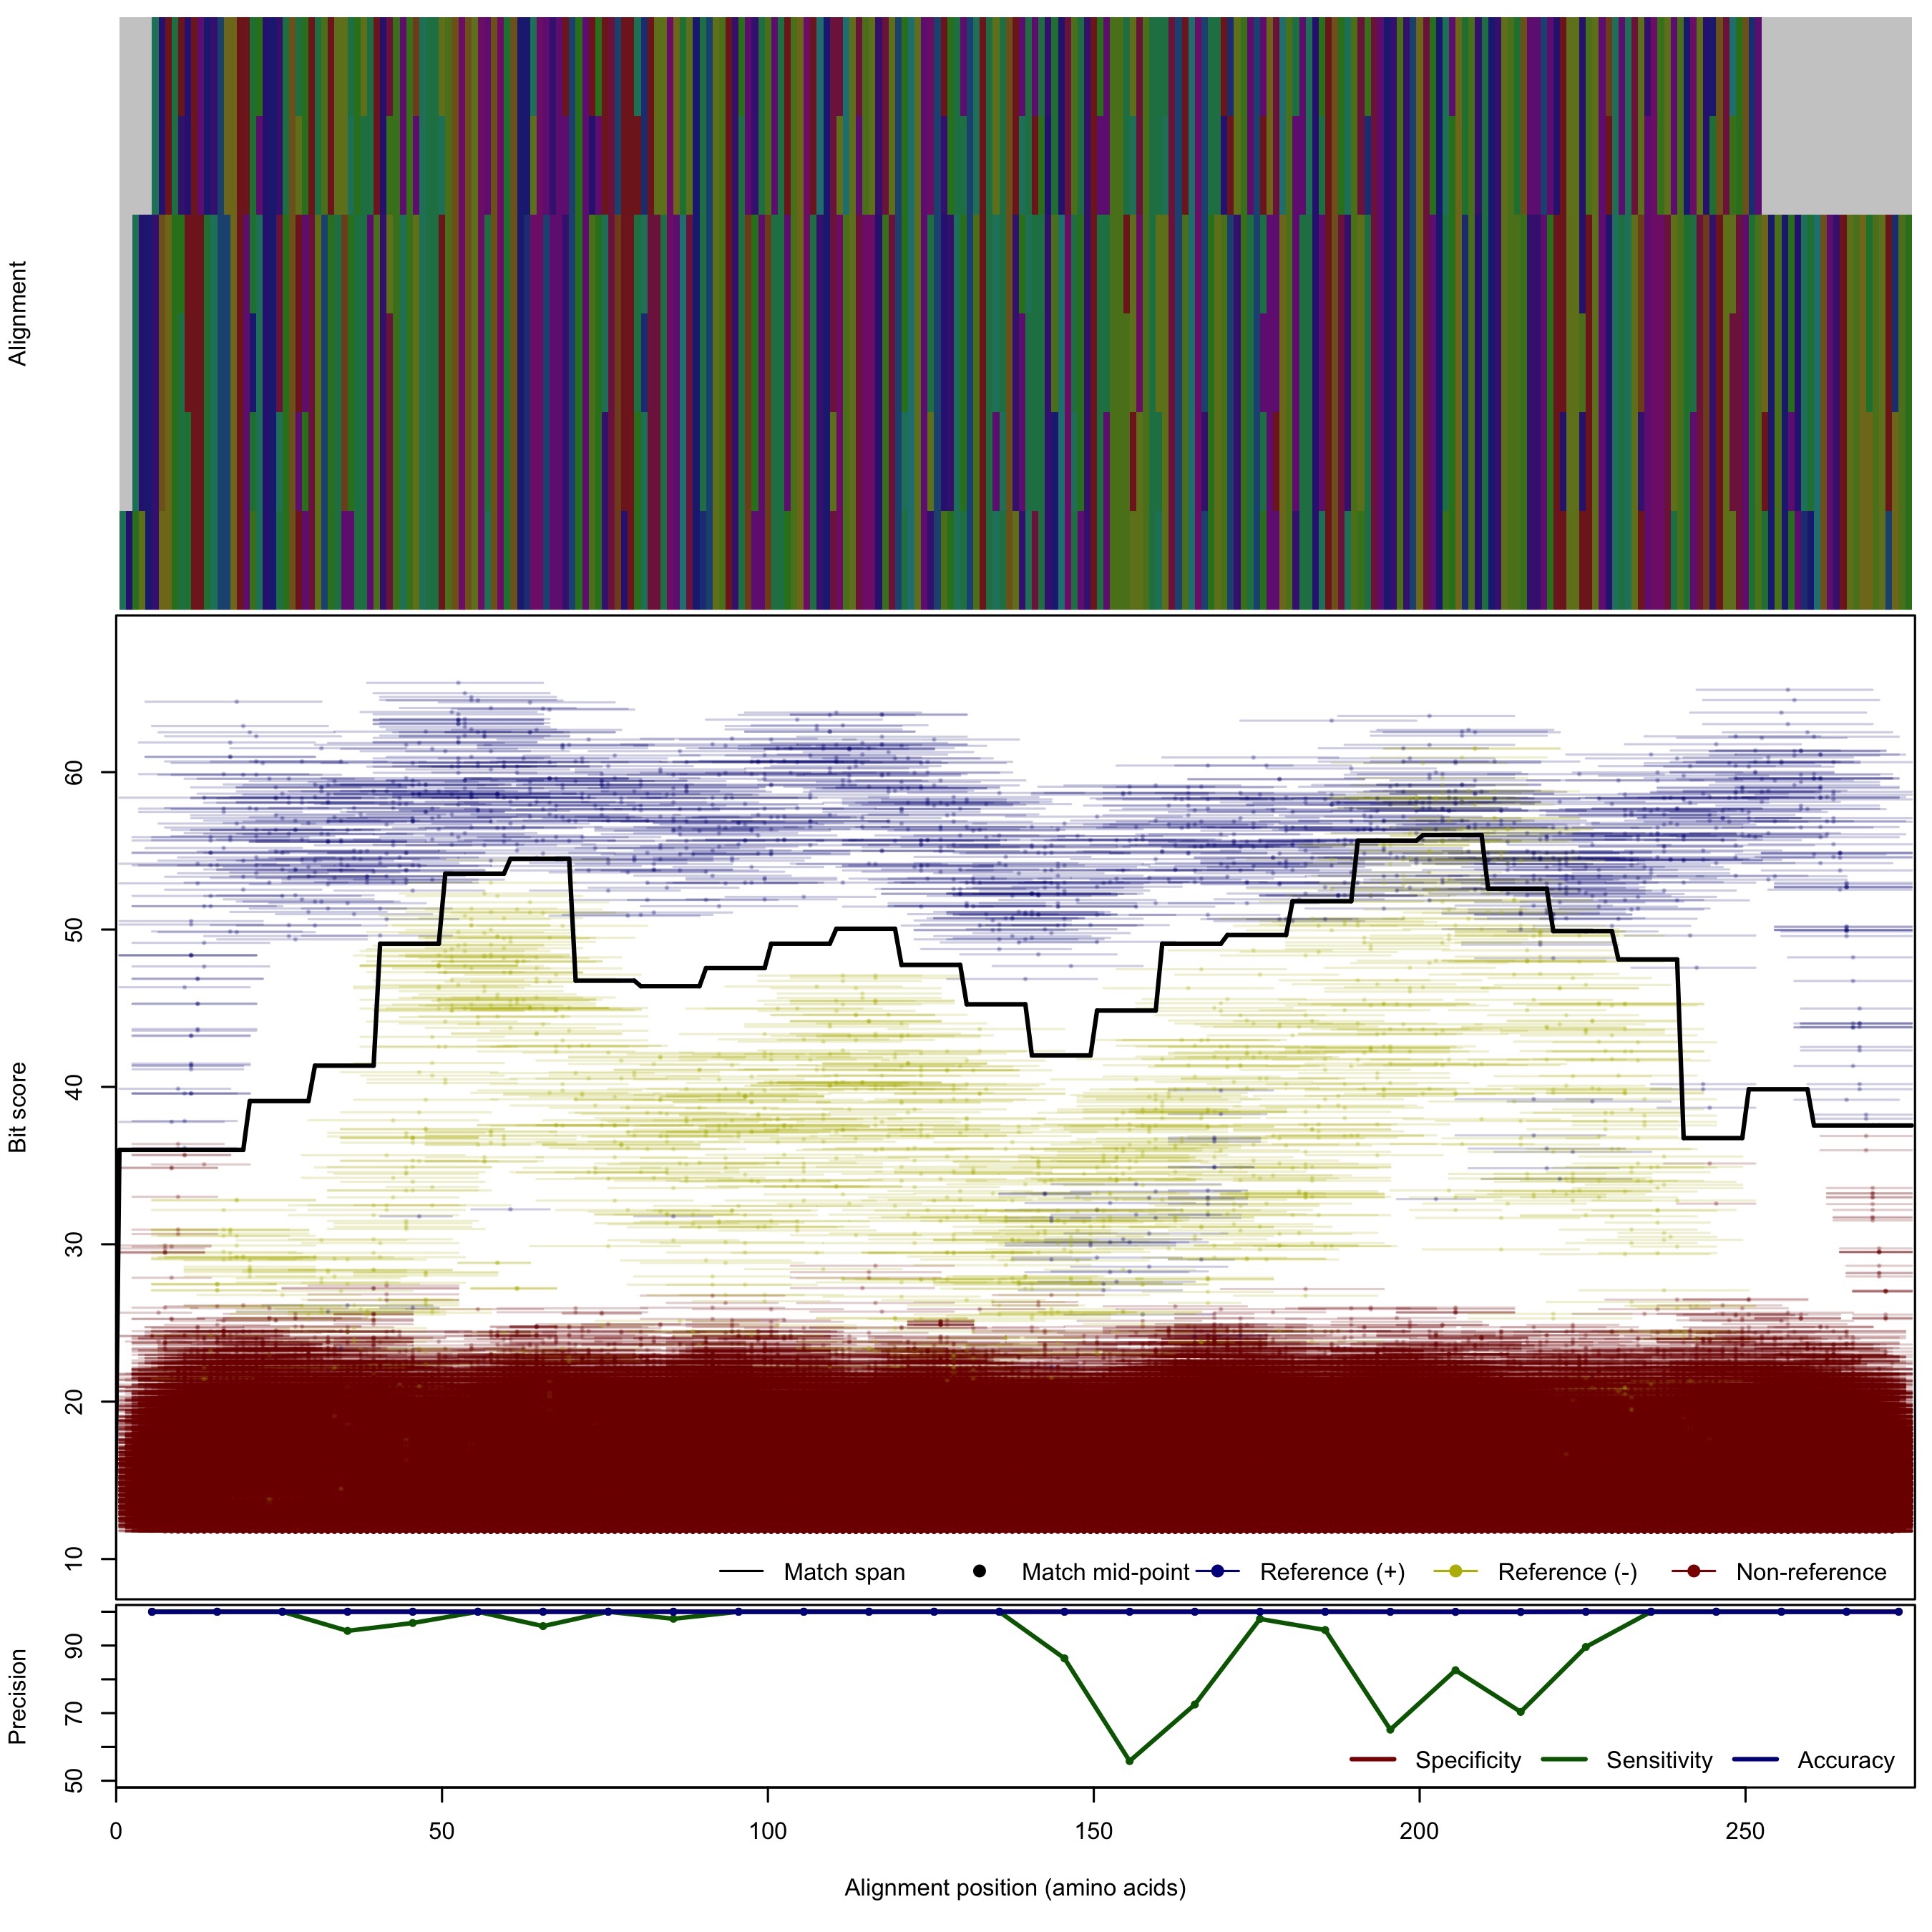 Alignment
Bit score
60
50
40
30
20
10
Match span Match mid-point Reference (+) Reference (-) Non-reference
Precision
90
70
50
Specificity Sensitivity Accuracy
0 50 100 150 200 250
Alignment position (amino acids)